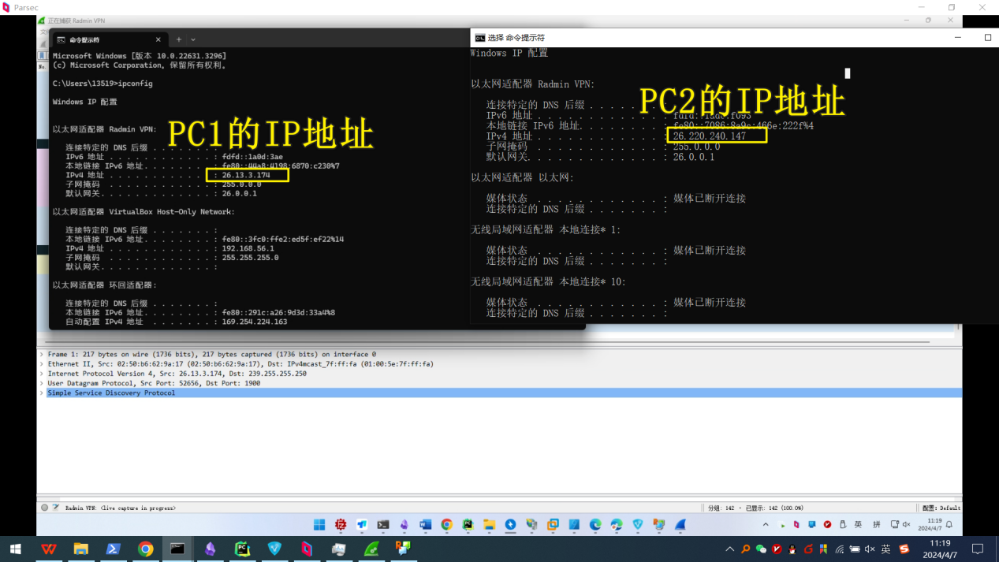 Parsec
正在捕获 Radmin VPN
命令提示符
Microsoft Windows [版本 10.0.22631.3296]
(c) Microsoft Corporation。保留所有权利。
C:\Users\13519>ipconfig
Windows IP 配置
以太网适配器 Radmin VPN:
PC1的IP地址
连接特定的 DNS 后缀 . . . . . . . :
IPv6 地址 . . . . . . . . . . . . : fdfd::1a0d:3ae
本地链接 IPv6 地址. . . . . . . . : fe80::44a8:4198:6870:c230%7
IPv4 地址 . . . . . . . . . . . . : 26.13.3.174
子网掩码 . . . . . . . . . . . . : 255.0.0.0
默认网关. . . . . . . . . . . . . : 26.0.0.1
以太网适配器 VirtualBox Host-Only Network:
连接特定的 DNS 后缀 . . . . . . . :
本地链接 IPv6 地址. . . . . . . . : fe80::3fc0:ffe2:ed5f:ef22%14
IPv4 地址 . . . . . . . . . . . . : 192.168.56.1
子网掩码 . . . . . . . . . . . . : 255.255.255.0
默认网关. . . . . . . . . . . . . :
以太网适配器 环回适配器:
连接特定的 DNS 后缀 . . . . . . . :
本地链接 IPv6 地址. . . . . . . . : fe80::291c:a26:9d3d:33a4%8
自动配置 IPv4 地址 . . . . . . . : 169.254.224.163
选择 命令提示符
Windows IP 配置
以太网适配器 Radmin VPN:
PC2的IP地址
连接特定的 DNS 后缀 . . . . . . . :
IPv6 地址 . . . . . . . . . . . . : fdfd::1adc:f093
本地链接 IPv6 地址. . . . . . . . : fe80::7086:8a9c:466e:222f%4
IPv4 地址 . . . . . . . . . . . . : 26.220.240.147
子网掩码 . . . . . . . . . . . . : 255.0.0.0
默认网关. . . . . . . . . . . . . : 26.0.0.1
以太网适配器 以太网:
媒体状态 . . . . . . . . . . . . : 媒体已断开连接
连接特定的 DNS 后缀 . . . . . . . :
无线局域网适配器 本地连接* 1:
媒体状态 . . . . . . . . . . . . : 媒体已断开连接
连接特定的 DNS 后缀 . . . . . . . :
无线局域网适配器 本地连接* 10:
媒体状态 . . . . . . . . . . . . : 媒体已断开连接
连接特定的 DNS 后缀 . . . . . . . :
Frame 1: 217 bytes on wire (1736 bits), 217 bytes captured (1736 bits) on interface 0
Ethernet II, Src: 02:50:b6:62:9a:17 (02:50:b6:62:9a:17), Dst: IPv4mcast_7f:ff:fa (01:00:5e:7f:ff:fa)
Internet Protocol Version 4, Src: 26.13.3.174, Dst: 239.255.255.250
User Datagram Protocol, Src Port: 52656, Dst Port: 1900
Simple Service Discovery Protocol
Radmin VPN: <live capture in progress>
分组: 142 · 已显示: 142 (100.0%)
配置: Default
英
拼
11:19
2024/4/7
英
11:19
2024/4/7